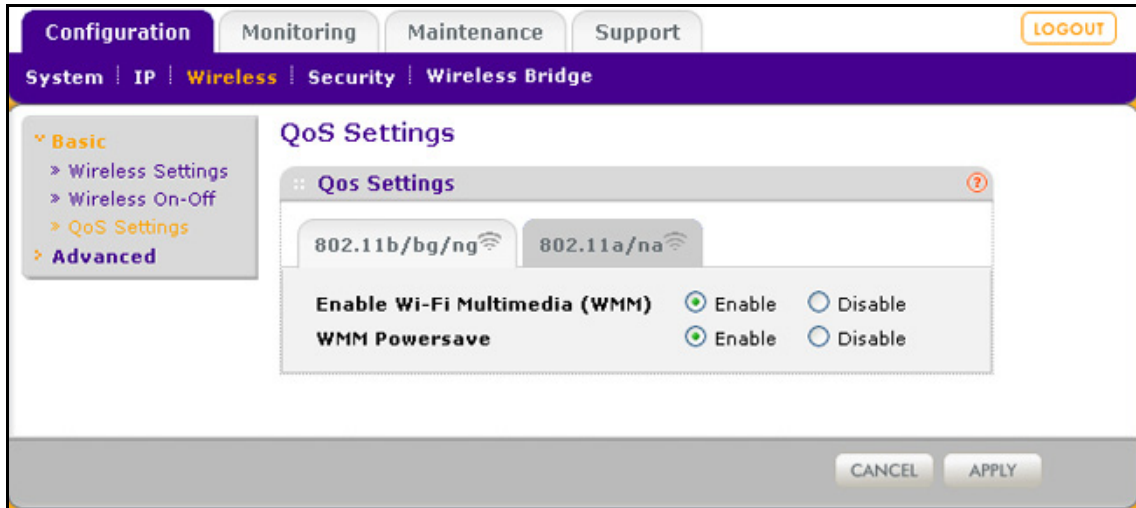 Configuration Monitoring Maintenance Support LOGOUT
System IP Wireless Security Wireless Bridge
Basic
» Wireless Settings
» Wireless On-Off
» QoS Settings
Advanced
QoS Settings
Qos Settings ?
802.11b/bg/ng 802.11a/na
Enable Wi-Fi Multimedia (WMM) Enable Disable
WMM Powersave Enable Disable
CANCEL APPLY